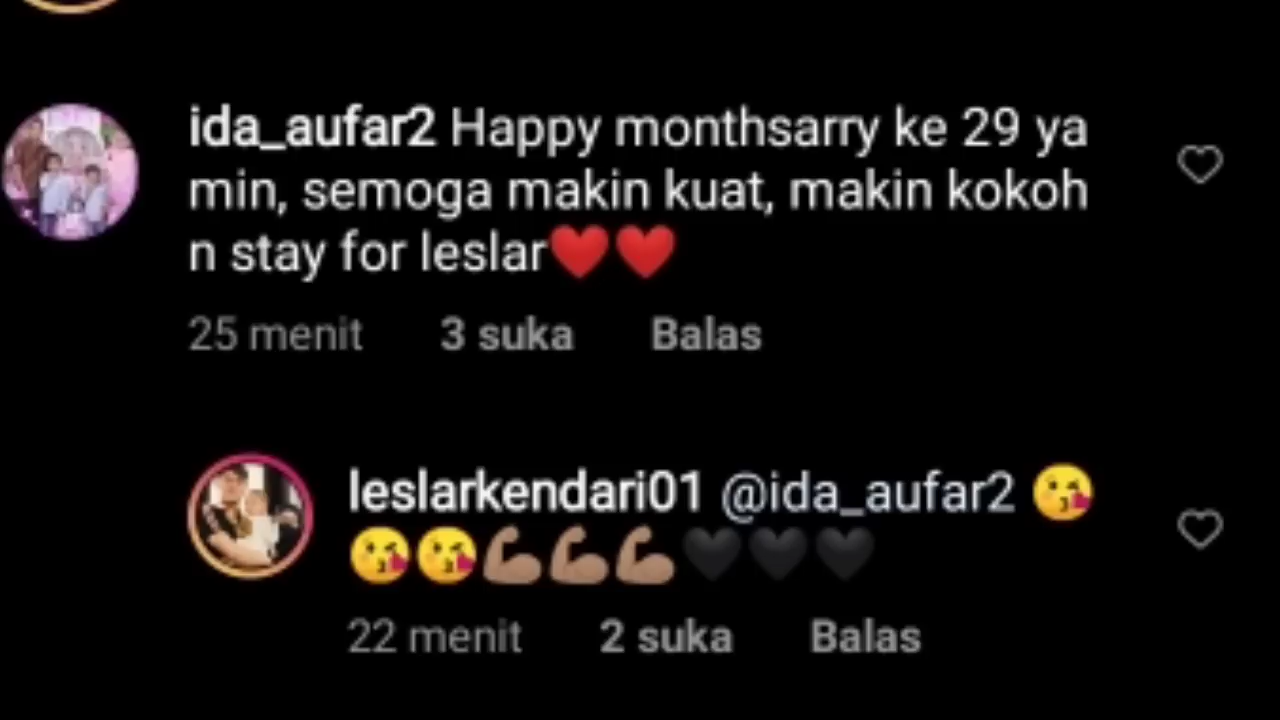 ida_aufar2 Happy monthsarry ke 29 ya
min, semoga makin kuat, makin kokoh
n stay for leslar❤️❤️
25 menit 3 suka Balas
leslarkendari01 @ida_aufar2 😘
😘😘💪🏽💪🏽💪🏽🖤🖤🖤
22 menit 2 suka Balas